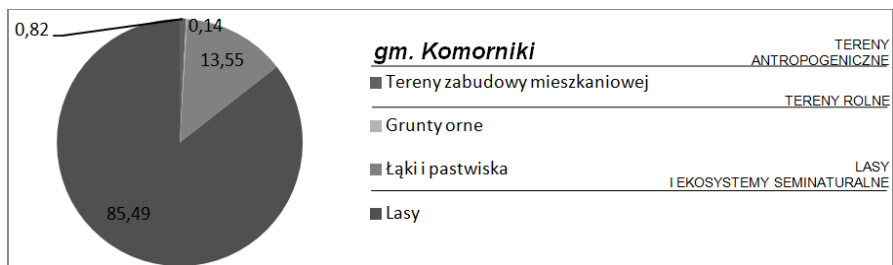 0,82
0,14
13,55
85,49
gm. Komorniki
TERENY
ANTROPOGENICZNE
Tereny zabudowy mieszkaniowej
TERENY ROLNE
Grunty orne
Łąki i pastwiska
LASY
I EKOSYSTEMY SEMINATURALNE
Lasy